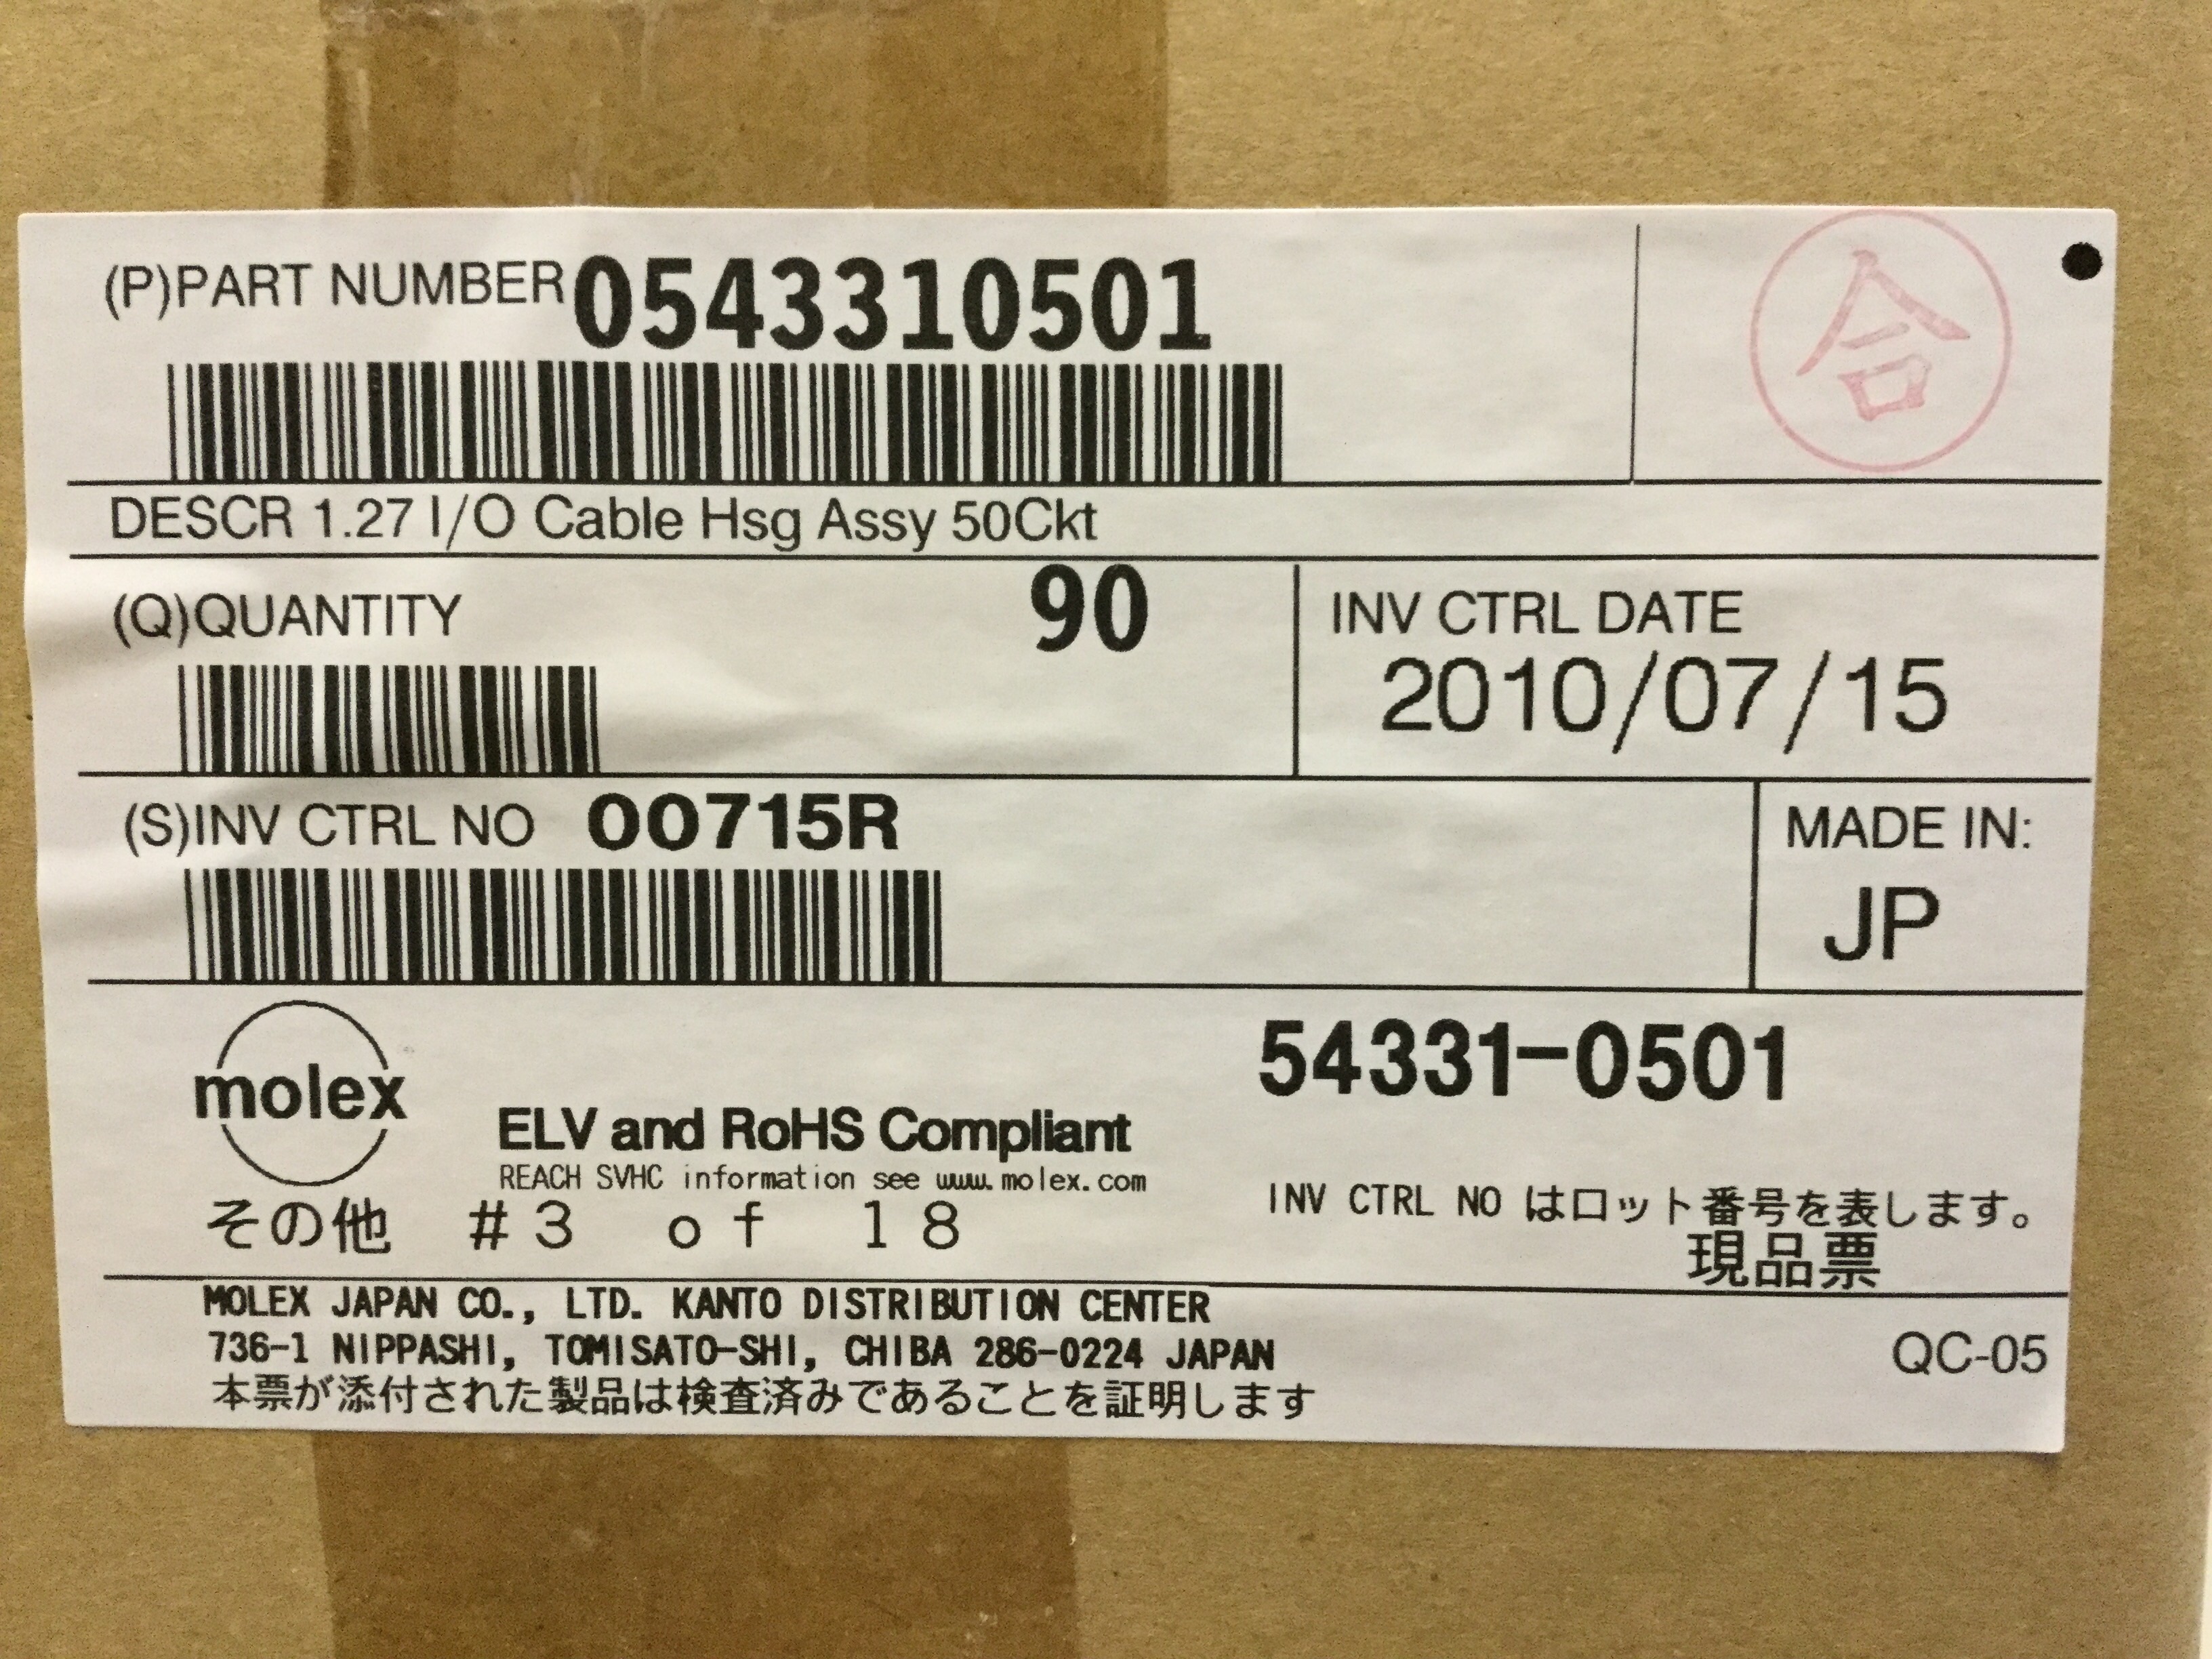 (P)PART NUMBER 0543310501
合
DESCR 1.27 I/O Cable Hsg Assy 50Ckt
(Q)QUANTITY 90
INV CTRL DATE
2010/07/15
(S)INV CTRL NO 00715R
MADE IN:
JP
molex
54331-0501
ELV and RoHS Compliant
REACH SVHC information see www.molex.com
その他 #3 of 18
INV CTRL NO はロット番号を表します。
現品票
MOLEX JAPAN CO., LTD. KANTO DISTRIBUTION CENTER
736-1 NIPPASHI, TOMISATO-SHI, CHIBA 286-0224 JAPAN
QC-05
本票が添付された製品は検査済みであることを証明します